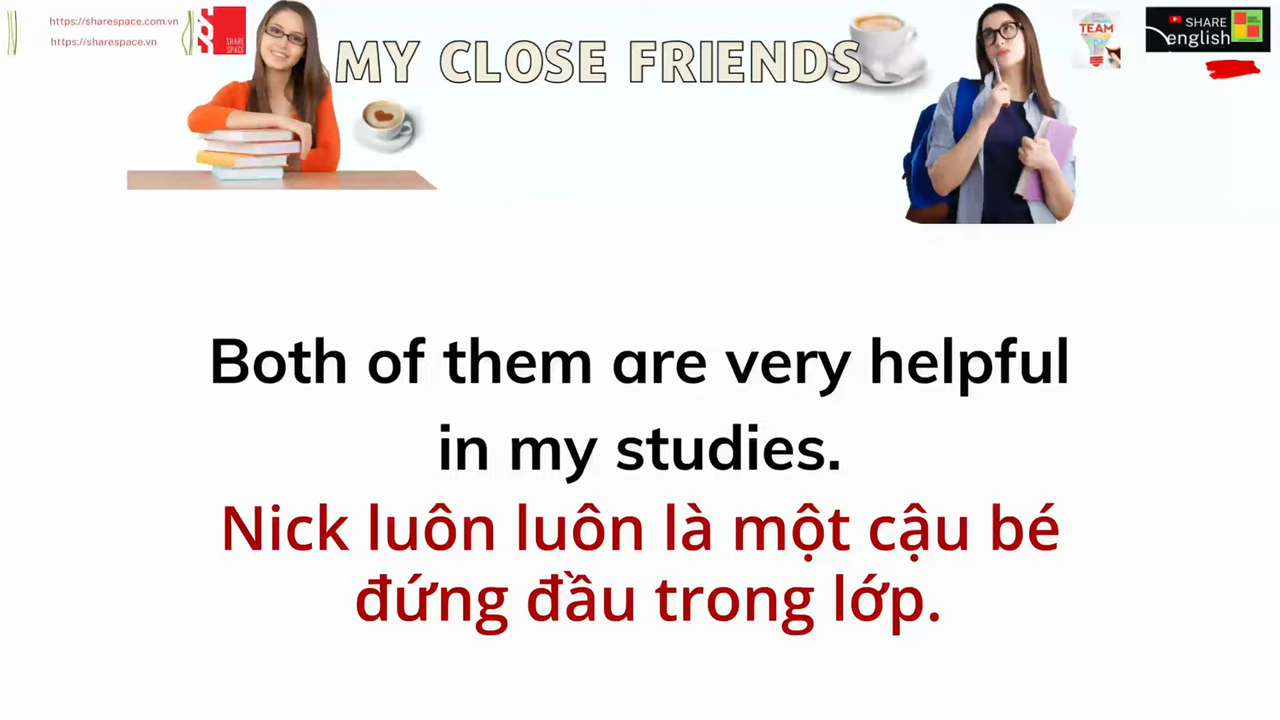 https://sharespace.com.vn
https://sharespace.vn
SHARE
SPACE
MY CLOSE FRIENDS
TEAM
SHARE
english
Both of them are very helpful
in my studies.
Nick luôn luôn là một cậu bé
đứng đầu trong lớp.